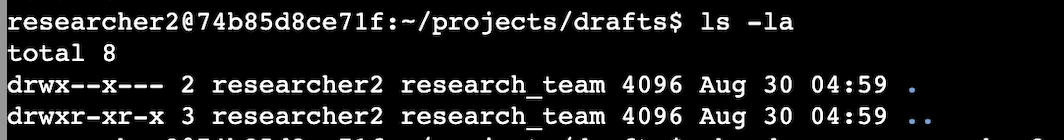 researcher2@74b85d8ce71f:~/projects/drafts$ ls -la
total 8
drwx--x--- 2 researcher2 research_team 4096 Aug 30 04:59 .
drwxr-xr-x 3 researcher2 research_team 4096 Aug 30 04:59 ..